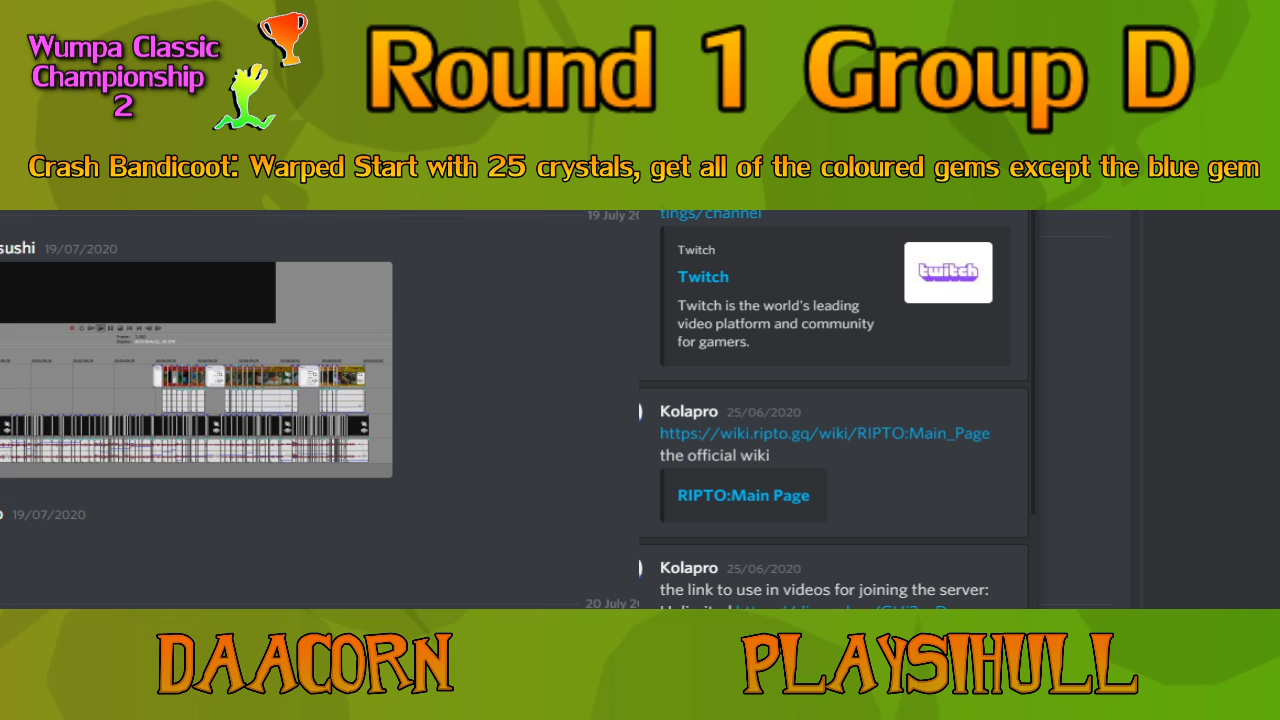 Wumpa Classic
Championship
2
Round 1 Group D
Crash Bandicoot: Warped Start with 25 crystals, get all of the coloured gems except the blue gem
sushi 19/07/2020
19/07/2020
19 July
20 July
tings/channel
Twitch
Twitch
Twitch is the world's leading
video platform and community
for gamers.
twitch
Kolapro 25/06/2020
https://wiki.ripto.gq/wiki/RIPTO:Main_Page
the official wiki
RIPTO:Main Page
Kolapro 25/06/2020
the link to use in videos for joining the server:
DAACORN
PLAYSIHULL